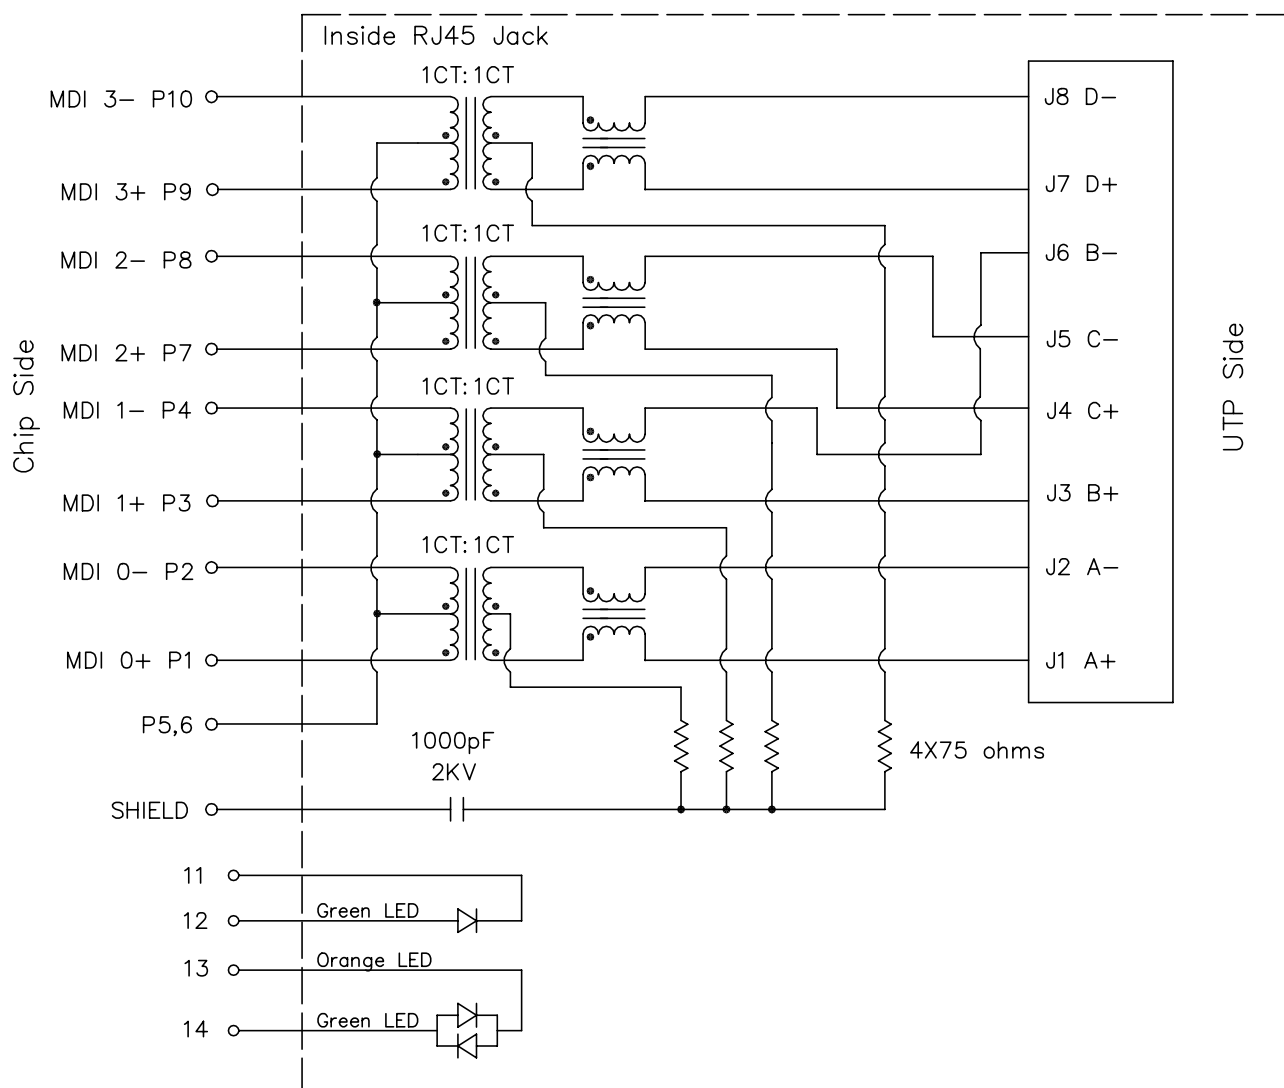 Inside RJ45 Jack
1CT:1CT
MDI 3- P10
J8 D-
MDI 3+ P9
J7 D+
1CT:1CT
MDI 2- P8
J6 B-
J5 C-
MDI 2+ P7
Chip Side
UTP Side
1CT:1CT
MDI 1- P4
J4 C+
MDI 1+ P3
J3 B+
1CT:1CT
MDI 0- P2
J2 A-
MDI 0+ P1
J1 A+
P5,6
1000pF
2KV
4X75 ohms
SHIELD
11
12
Green LED
13
Orange LED
14
Green LED